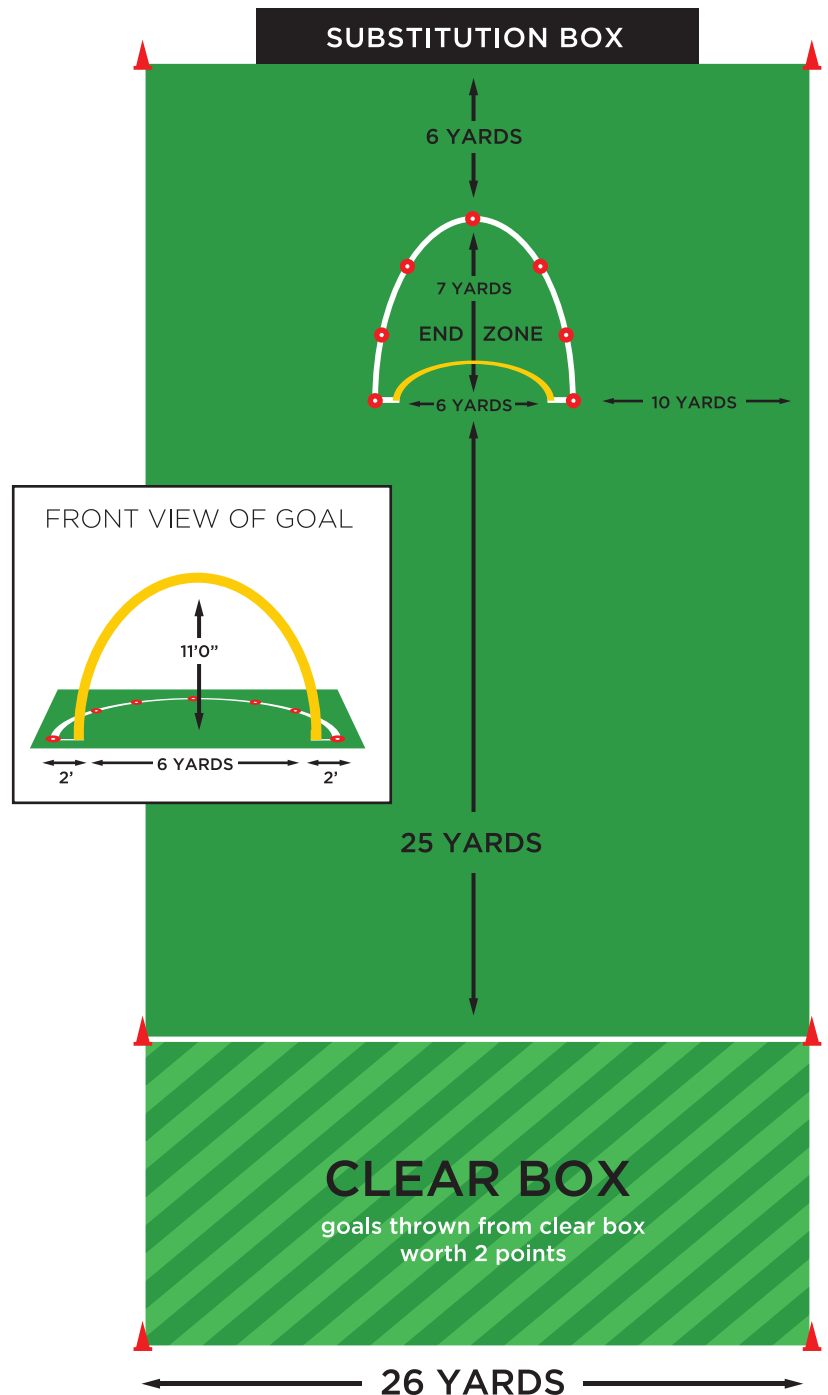 SUBSTITUTION BOX
6 YARDS
7 YARDS
END ZONE
6 YARDS
10 YARDS
FRONT VIEW OF GOAL
11'0”
6 YARDS
2' 2'
25 YARDS
CLEAR BOX
goals thrown from clear box
worth 2 points
26 YARDS